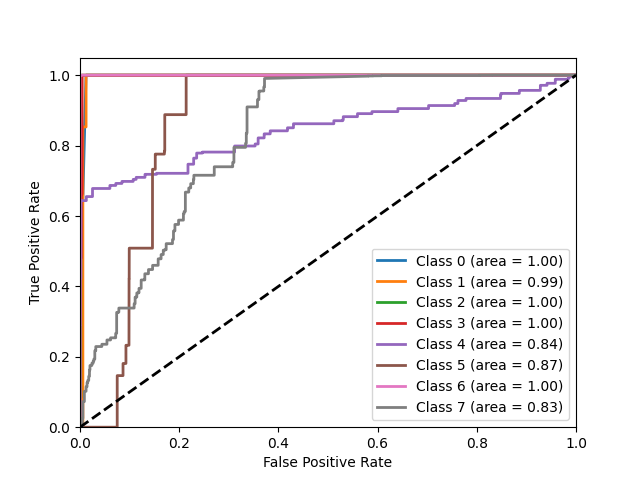 1.0
0.8
0.6
0.4
0.2
0.0
True Positive Rate
Class 0 (area = 1.00)
Class 1 (area = 0.99)
Class 2 (area = 1.00)
Class 3 (area = 1.00)
Class 4 (area = 0.84)
Class 5 (area = 0.87)
Class 6 (area = 1.00)
Class 7 (area = 0.83)
0.0 0.2 0.4 0.6 0.8 1.0
False Positive Rate